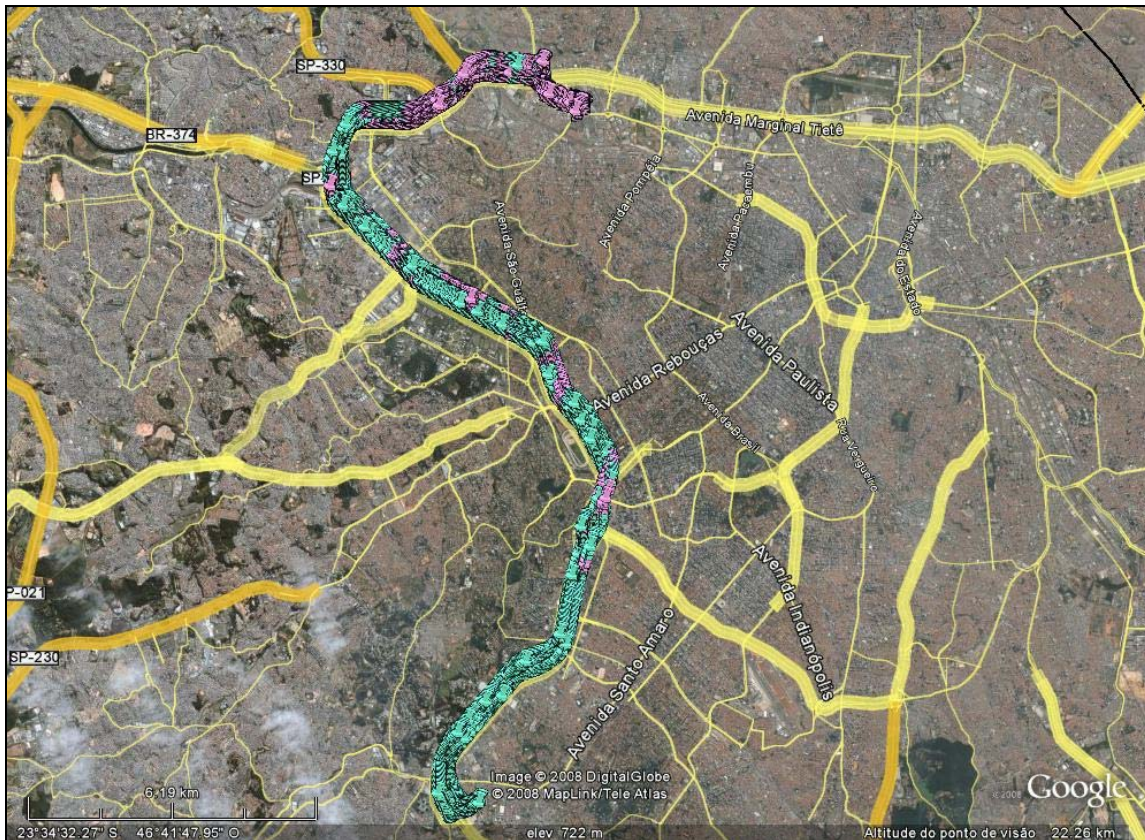 SP-330
BR-374
SP
Avenida Marginal Tietê
Avenida Pompéia
Avenida Pacaembu
Avenida São Gualt
Avenida do Estado
Avenida Rebouças
Avenida Paulista
Avenida Brasil
Rua Vergueiro
Avenida Indianópolis
P-021
SP-230
Avenida Santo Amaro
Image © 2008 DigitalGlobe
© 2008 MapLink/Tele Atlas
© 2008
Google
6.19 km
23°34'32.27" S 46°41'47.95" O
elev 722 m
Altitude do ponto de visão 22.26 km